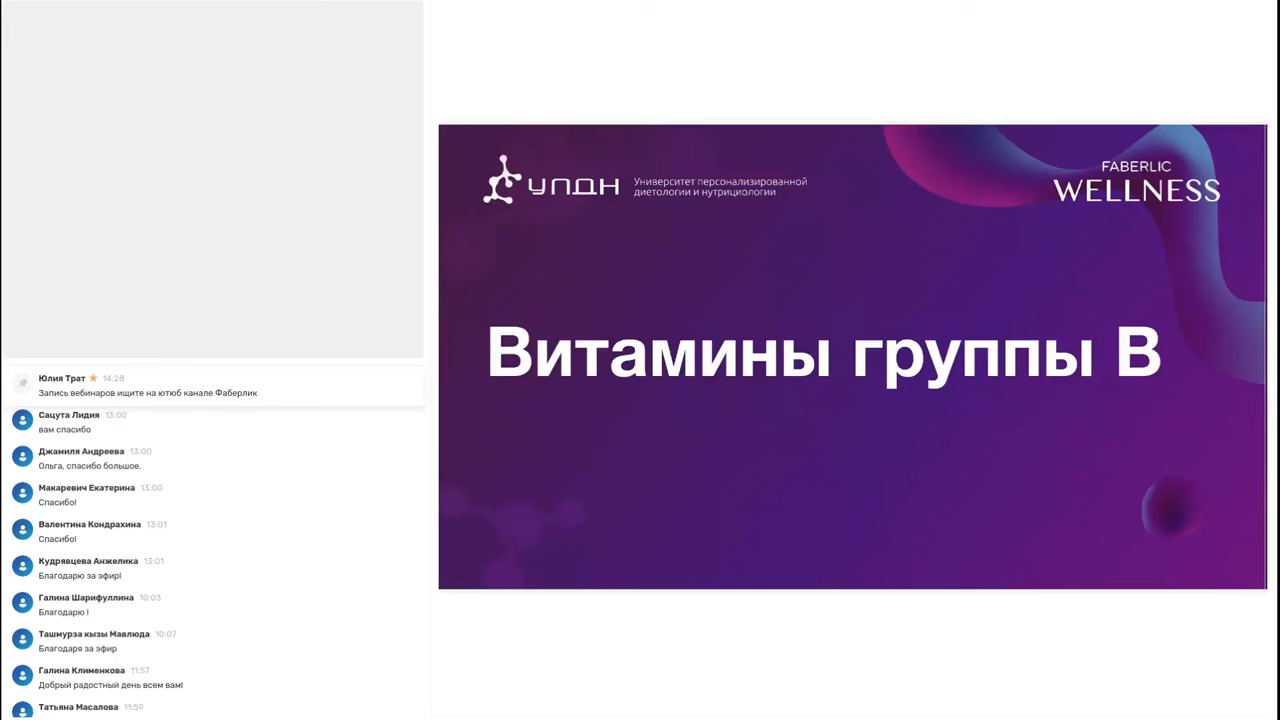 Юлия Трат 14:28
Запись вебинаров ищите на ютюб канале Фаберлик
Сацута Лидия 13:00
вам спасибо
Джамиля Андреева 13:00
Ольга, спасибо большое.
Макаревич Екатерина 13:00
Спасибо!
Валентина Кондрахина 13:01
Спасибо!
Кудрявцева Анжелика 13:01
Благодарю за эфир!
Галина Шарифуллина 10:03
Благодарю !
Ташмурза кызы Мавлюда 10:07
Благодаря за эфир
Галина Клименкова 11:57
Добрый радостный день всем вам!
Татьяна Масалова 11:59
УПДН
Университет персонализированной
диетологии и нутрициологии
FABERLIC
WELLNESS
Витамины группы В